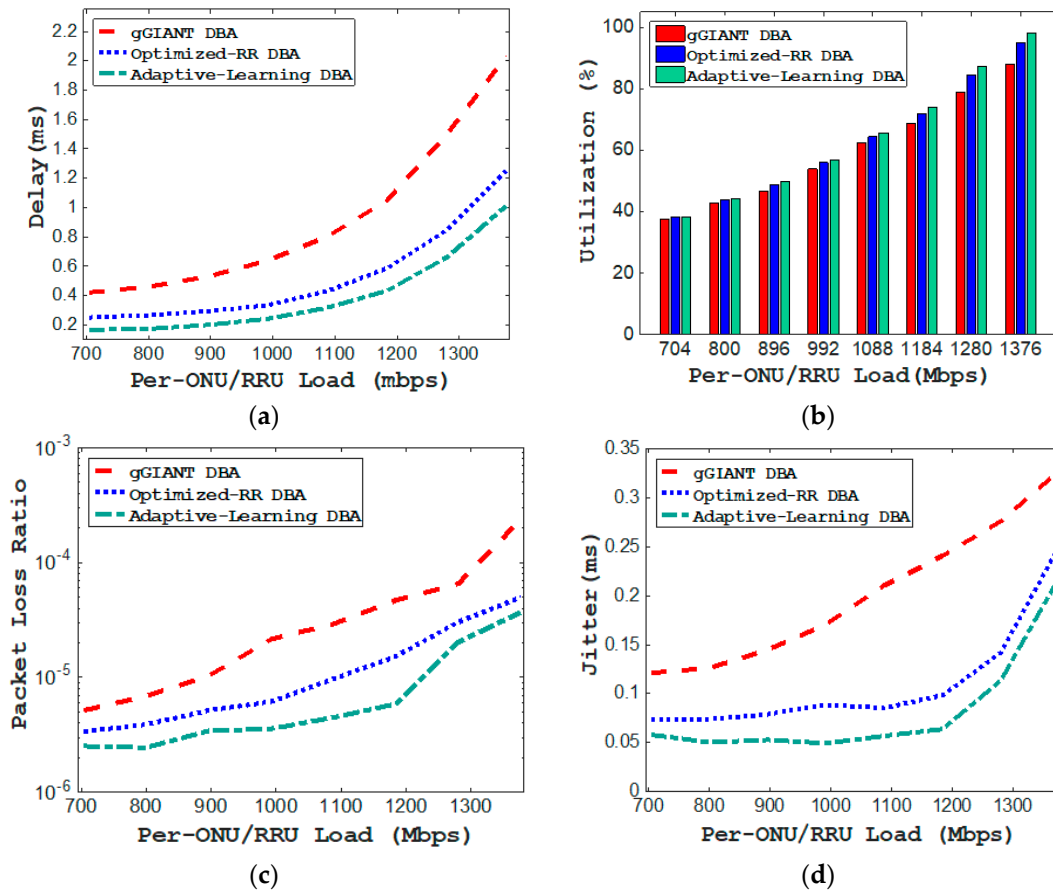 2.2
2
1.8
1.6
1.4
1.2
1
0.8
0.6
0.4
0.2
Delay(ms)
gGIANT DBA
Optimized-RR DBA
Adaptive-Learning DBA
700 800 900 1000 1100 1200 1300
Per-ONU/RRU Load (mbps)
(a)
100
80
60
40
20
0
Utilization (%)
gGIANT DBA
Optimized-RR DBA
Adaptive-Learning DBA
704 800 896 992 1088 1184 1280 1376
Per-ONU/RRU Load(Mbps)
(b)
10-3
10-4
10-5
10-6
Packet Loss Ratio
gGIANT DBA
Optimized-RR DBA
Adaptive-Learning DBA
700 800 900 1000 1100 1200 1300
Per-ONU/RRU Load (Mbps)
(c)
0.35
0.3
0.25
0.2
0.15
0.1
0.05
0
Jitter(ms)
gGIANT DBA
Optimized-RR DBA
Adaptive-Learning DBA
700 800 900 1000 1100 1200 1300
Per-ONU/RRU Load (Mbps)
(d)